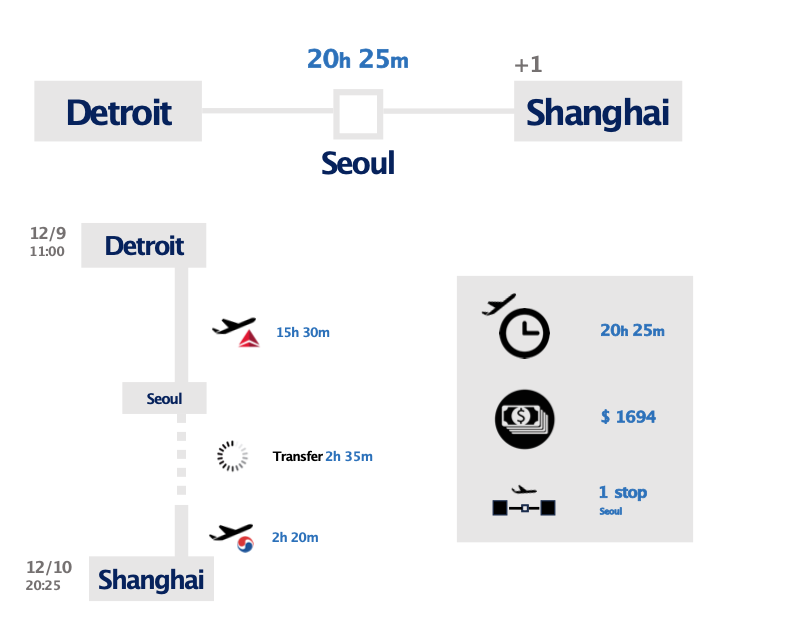 20h 25m
+1
Detroit
Shanghai
Seoul
12/9
11:00
Detroit
15h 30m
20h 25m
Seoul
$ 1694
Transfer 2h 35m
1 stop
Seoul
2h 20m
12/10
20:25
Shanghai